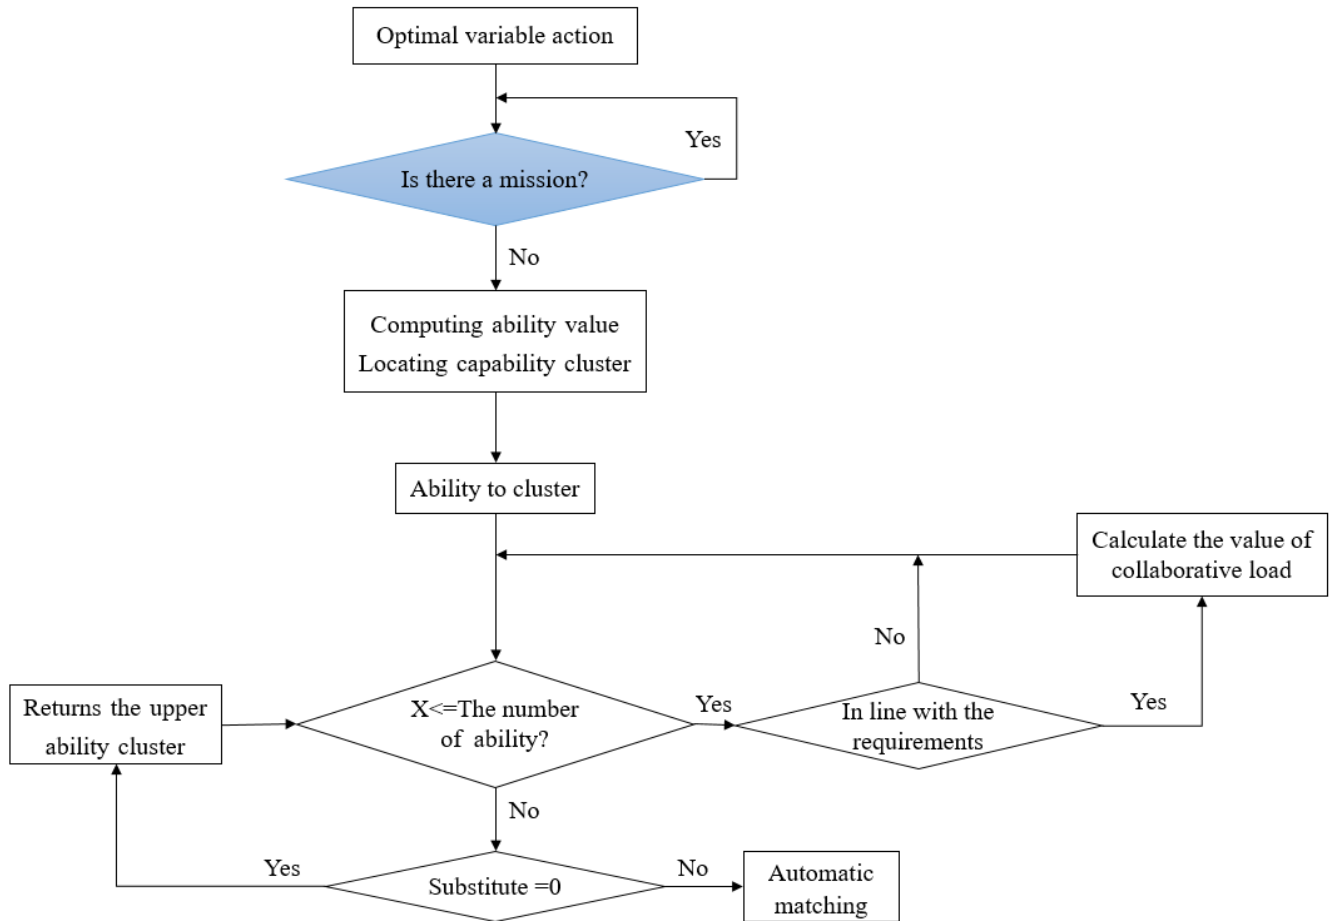 Optimal variable action
Yes
Is there a mission?
No
Computing ability value
Locating capability cluster
Ability to cluster
Calculate the value of
collaborative load
No
Returns the upper
ability cluster
X<=The number
of ability?
Yes
In line with the
requirements
Yes
No
Yes
Substitute =0
No
Automatic
matching